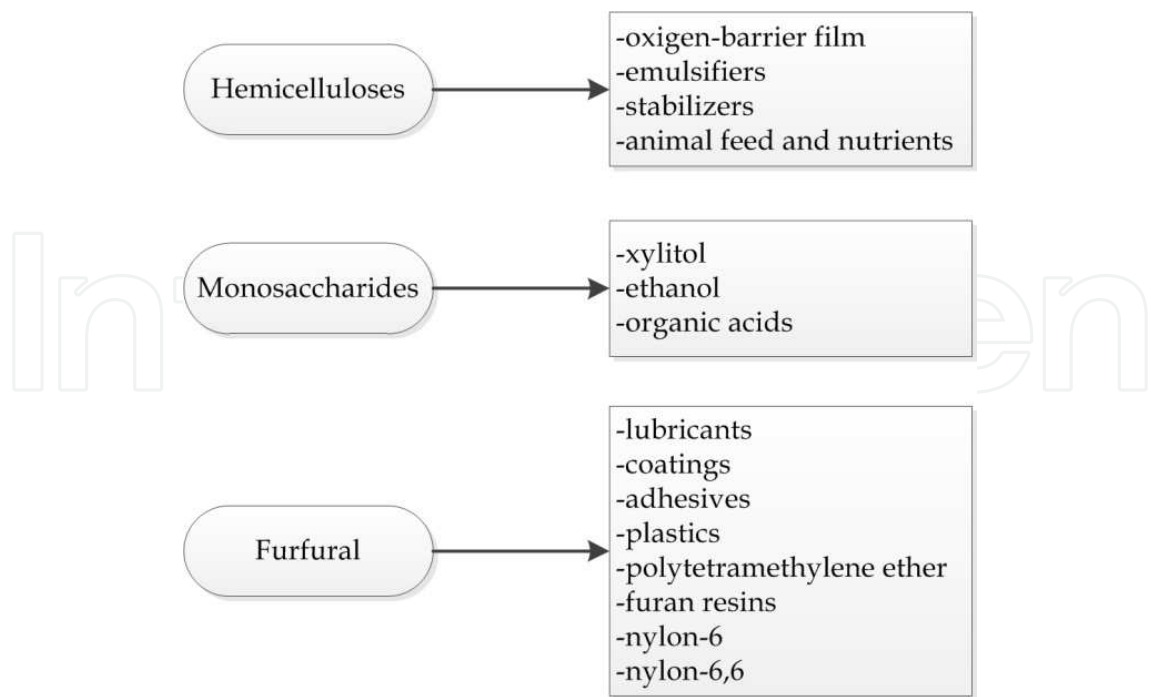 Hemicelluloses
-oxigen-barrier film
-emulsifiers
-stabilizers
-animal feed and nutrients
Monosaccharides
-xylitol
-ethanol
-organic acids
Furfural
-lubricants
-coatings
-adhesives
-plastics
-polytetramethylene ether
-furan resins
-nylon-6
-nylon-6,6